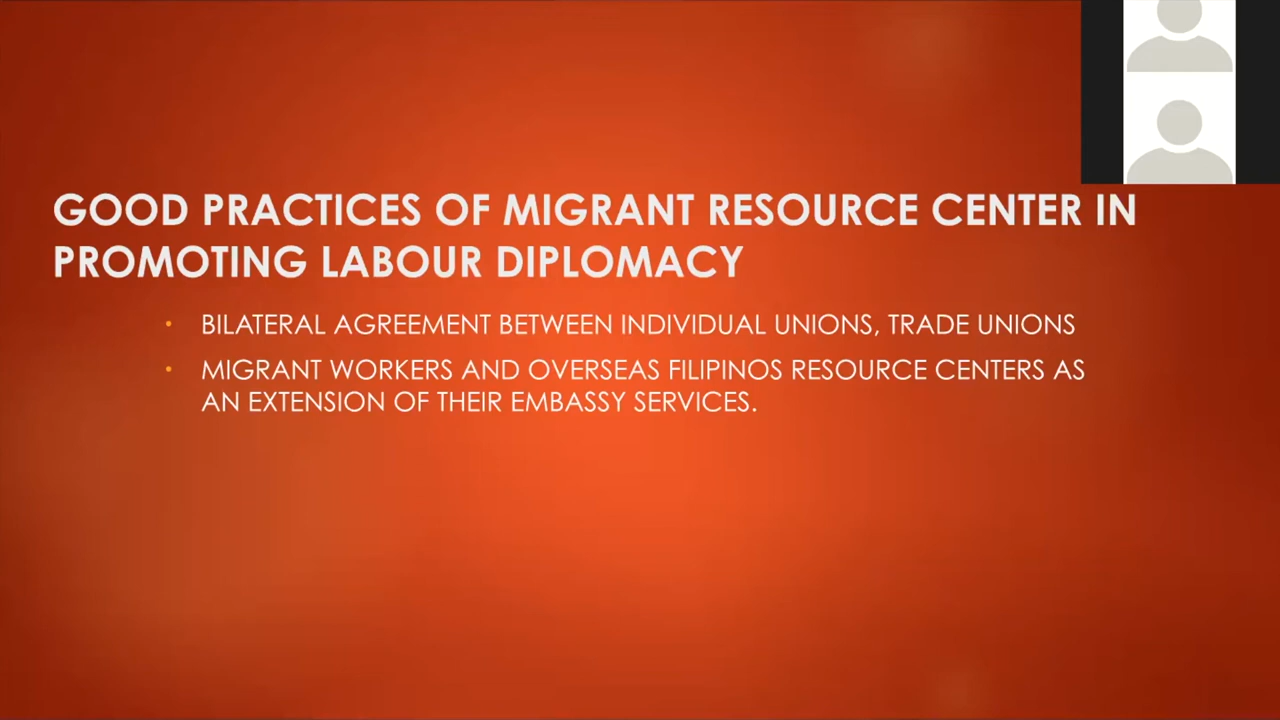 GOOD PRACTICES OF MIGRANT RESOURCE CENTER IN
PROMOTING LABOUR DIPLOMACY
• BILATERAL AGREEMENT BETWEEN INDIVIDUAL UNIONS, TRADE UNIONS
• MIGRANT WORKERS AND OVERSEAS FILIPINOS RESOURCE CENTERS AS
AN EXTENSION OF THEIR EMBASSY SERVICES.